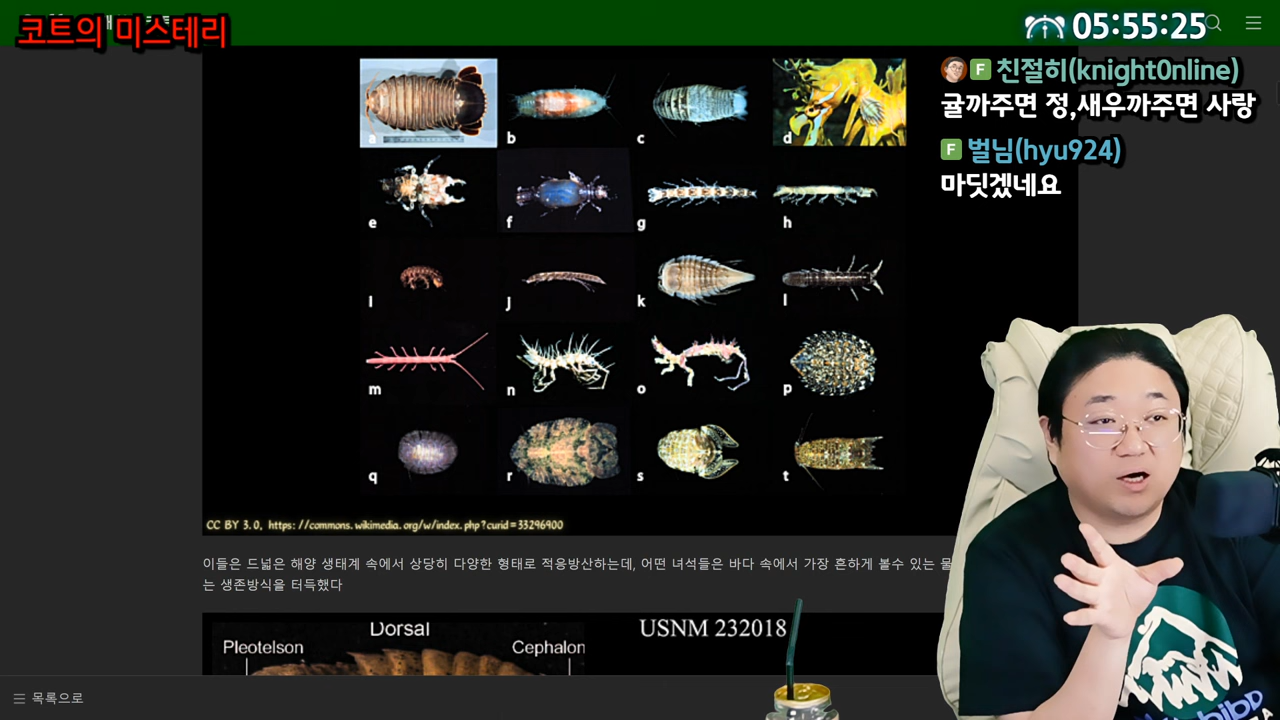 코트의 미스테리
05:55:25
F 친절히(knight0nline)
귤까주면 정,새우까주면 사랑
F 벌님(hyu924)
마딧겠네요
a
b
c
d
e
f
g
h
I
J
k
l
m
n
o
p
q
r
s
t
CC BY 3.0, https://commons.wikimedia.org/w/index.php?curid=33296900
이들은 드넓은 해양 생태계 속에서 상당히 다양한 형태로 적응방산하는데, 어떤 녀석들은 바다 속에서 가장 흔하게 볼수 있는
는 생존방식을 터득했다
Dorsal
USNM 232018
Pleotelson
Cephalon
목록으로